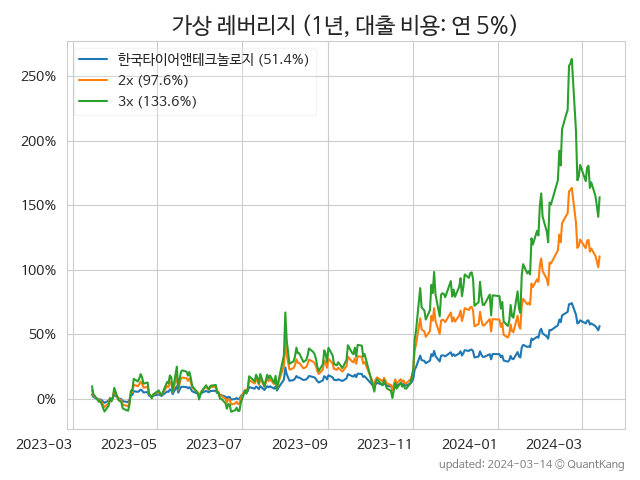 가상 레버리지 (1년, 대출 비용: 연 5%)
한국타이어앤테크놀로지 (51.4%)
2x (97.6%)
3x (133.6%)
250%
200%
150%
100%
50%
0%
2023-03
2023-05
2023-07
2023-09
2023-11
2024-01
2024-03
updated: 2024-03-14 © QuantKang